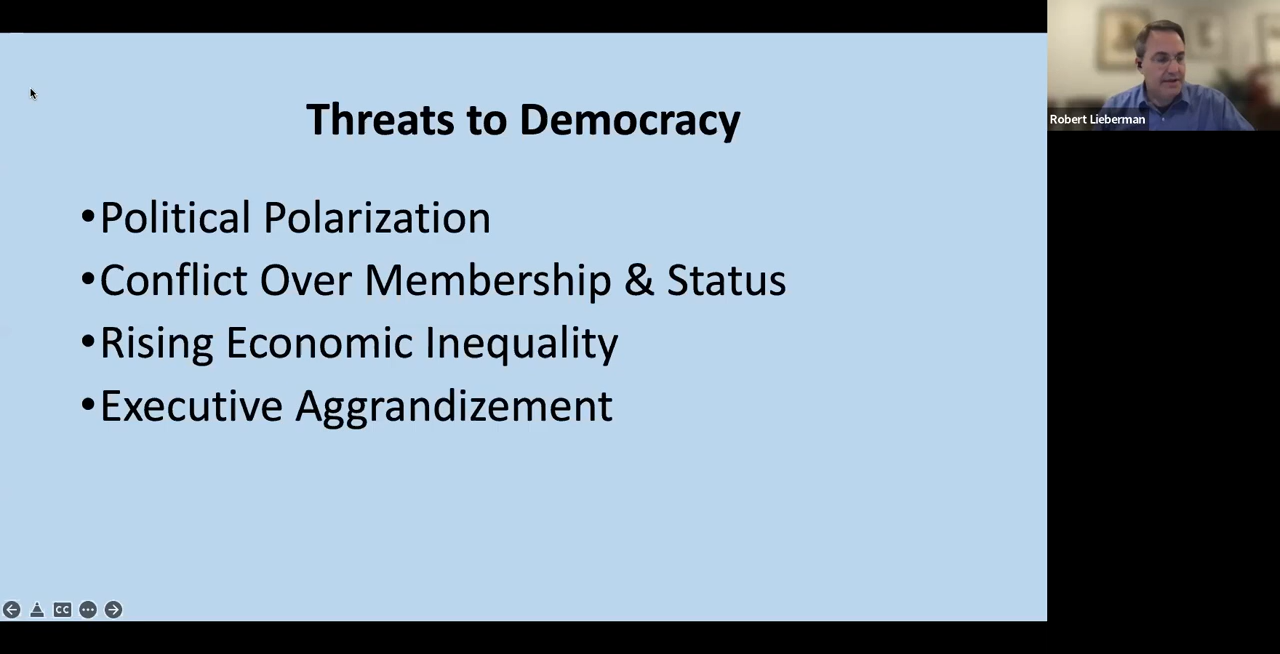 Threats to Democracy
•Political Polarization
•Conflict Over Membership & Status
•Rising Economic Inequality
•Executive Aggrandizement
Robert Lieberman
CC